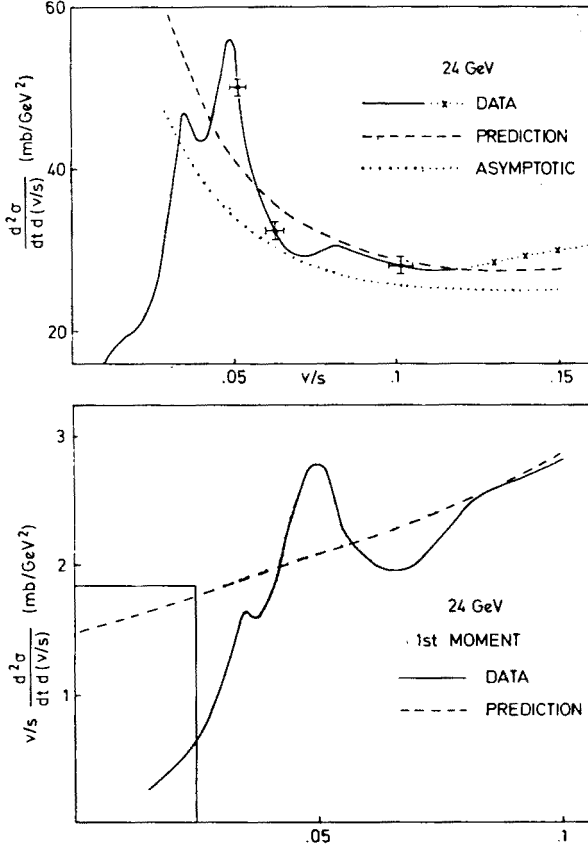 60
40
20
d²σ
dt d (ν/s)
(mb/GeV²)
24 GeV
DATA
PREDICTION
ASYMPTOTIC
.05
ν/s
.1
.15
3
2
1
ν/s
d²σ
dt d (ν/s)
(mb/GeV²)
24 GeV
1st MOMENT
DATA
PREDICTION
.05
.1